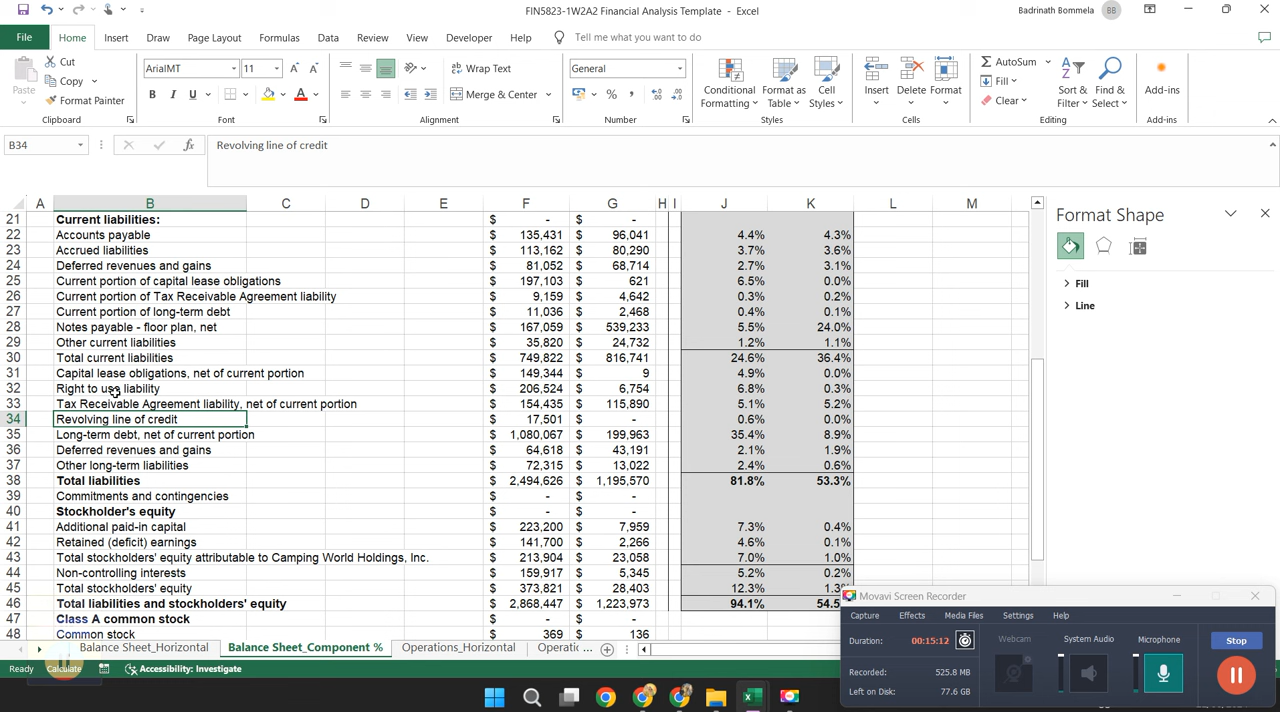 FIN5823-1W2A2 Financial Analysis Template - Excel
Badrinath Bommela BB
File Home Insert Draw Page Layout Formulas Data Review View Developer Help Tell me what you want to do
Paste Cut Copy Format Painter
Clipboard
ArialMT 11
B I U
Font
Wrap Text
Merge & Center
Alignment
General
Number
Conditional Formatting Format as Table Cell Styles
Styles
Insert Delete Format
Cells
AutoSum Fill Clear
Sort & Filter Find & Select
Editing
Add-ins
Add-ins
B34 fx Revolving line of credit
A B C D E F G H I J K L M
21 Current liabilities: $ - $ -
22 Accounts payable $ 135,431 $ 96,041 4.4% 4.3%
23 Accrued liabilities $ 113,162 $ 80,290 3.7% 3.6%
24 Deferred revenues and gains $ 81,052 $ 68,714 2.7% 3.1%
25 Current portion of capital lease obligations $ 197,103 $ 621 6.5% 0.0%
26 Current portion of Tax Receivable Agreement liability $ 9,159 $ 4,642 0.3% 0.2%
27 Current portion of long-term debt $ 11,036 $ 2,468 0.4% 0.1%
28 Notes payable - floor plan, net $ 167,059 $ 539,233 5.5% 24.0%
29 Other current liabilities $ 35,820 $ 24,732 1.2% 1.1%
30 Total current liabilities $ 749,822 $ 816,741 24.6% 36.4%
31 Capital lease obligations, net of current portion $ 149,344 $ 9 4.9% 0.0%
32 Right to use liability $ 206,524 $ 6,754 6.8% 0.3%
33 Tax Receivable Agreement liability, net of current portion $ 154,435 $ 115,890 5.1% 5.2%
34 Revolving line of credit $ 17,501 $ - 0.6% 0.0%
35 Long-term debt, net of current portion $ 1,080,067 $ 199,963 35.4% 8.9%
36 Deferred revenues and gains $ 64,618 $ 43,191 2.1% 1.9%
37 Other long-term liabilities $ 72,315 $ 13,022 2.4% 0.6%
38 Total liabilities $ 2,494,626 $ 1,195,570 81.8% 53.3%
39 Commitments and contingencies $ - $ -
40 Stockholder's equity $ - $ -
41 Additional paid-in capital $ 223,200 $ 7,959 7.3% 0.4%
42 Retained (deficit) earnings $ 141,700 $ 2,266 4.6% 0.1%
43 Total stockholders' equity attributable to Camping World Holdings, Inc. $ 213,904 $ 23,058 7.0% 1.0%
44 Non-controlling interests $ 159,917 $ 5,345 5.2% 0.2%
45 Total stockholders' equity $ 373,821 $ 28,403 12.3%
46 Total liabilities and stockholders' equity $ 2,868,447 $ 1,223,973 94.1%
47 Class A common stock $ - $ -
48 Common stock $ 369 $ 136
Balance Sheet_Horizontal Balance Sheet_Component % Operations_Horizontal Operatic ...
Ready Calculate Accessibility: Investigate
Format Shape
Fill
Line
Movavi Screen Recorder
Capture Effects Media Files Settings Help
Duration: 00:15:12 Webcam System Audio Microphone Stop
Recorded: 525.8 MB
Left on Disk: 77.6 GB